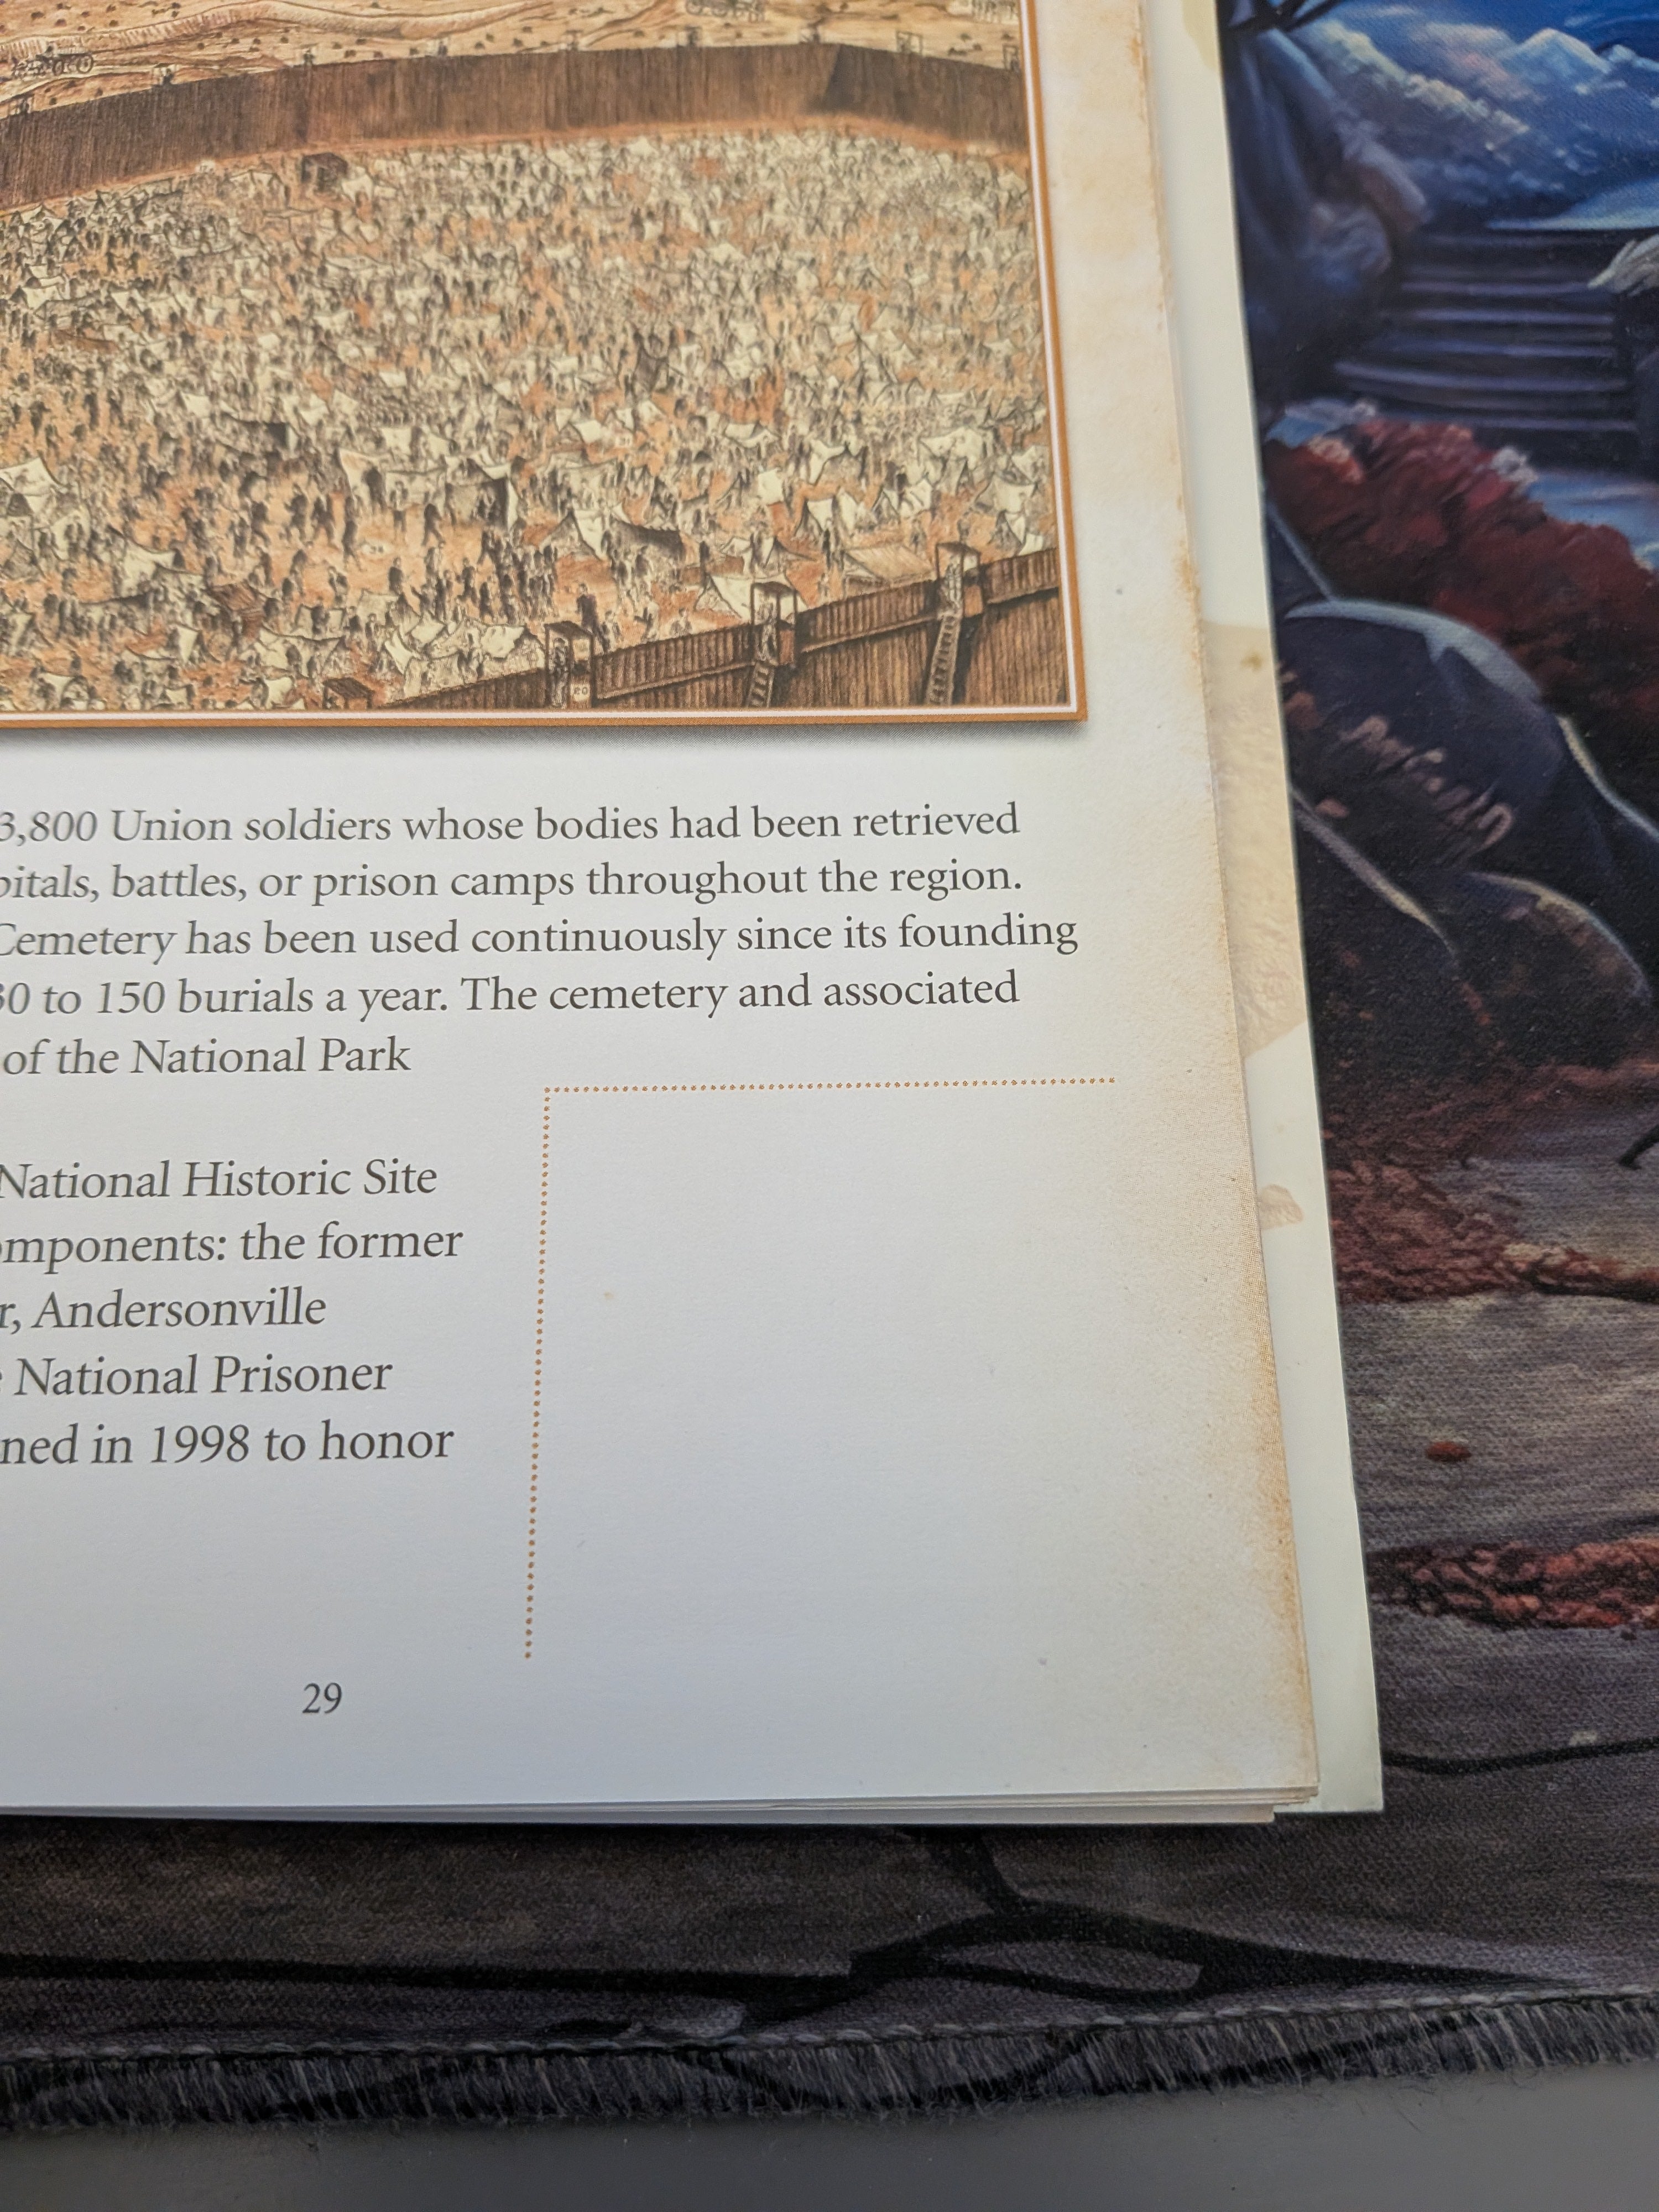 3,800 Union soldiers whose bodies had been retrieved
pitals, battles, or prison camps throughout the region.
Cemetery has been used continuously since its founding
to 150 burials a year. The cemetery and associated
of the National Park
National Historic Site
omponents: the former
r, Andersonville
National Prisoner
ned in 1998 to honor
29